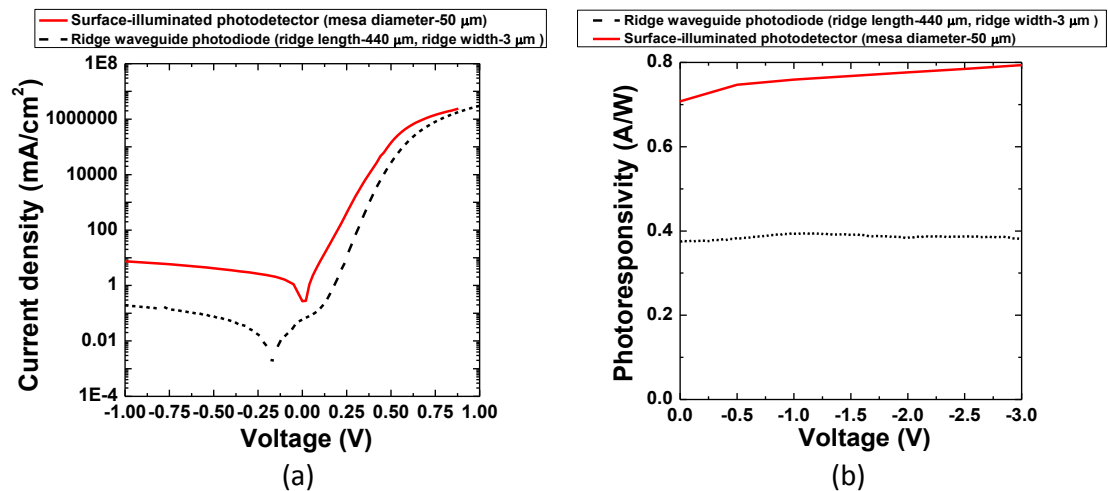 Surface-illuminated photodetector (mesa diameter-50 μm)
Ridge waveguide photodiode (ridge length-440 μm, ridge width-3 μm )
1E8
1000000
10000
100
1
0.01
1E-4
Current density (mA/cm²)
-1.00 -0.75 -0.50 -0.25 0.00 0.25 0.50 0.75 1.00
Voltage (V)
(a)
Ridge waveguide photodiode (ridge length-440 μm, ridge width-3 μm )
Surface-illuminated photodetector (mesa diameter-50 μm)
0.8
0.6
0.4
0.2
0.0
Photoresponsivity (A/W)
0.0 -0.5 -1.0 -1.5 -2.0 -2.5 -3.0
Voltage (V)
(b)